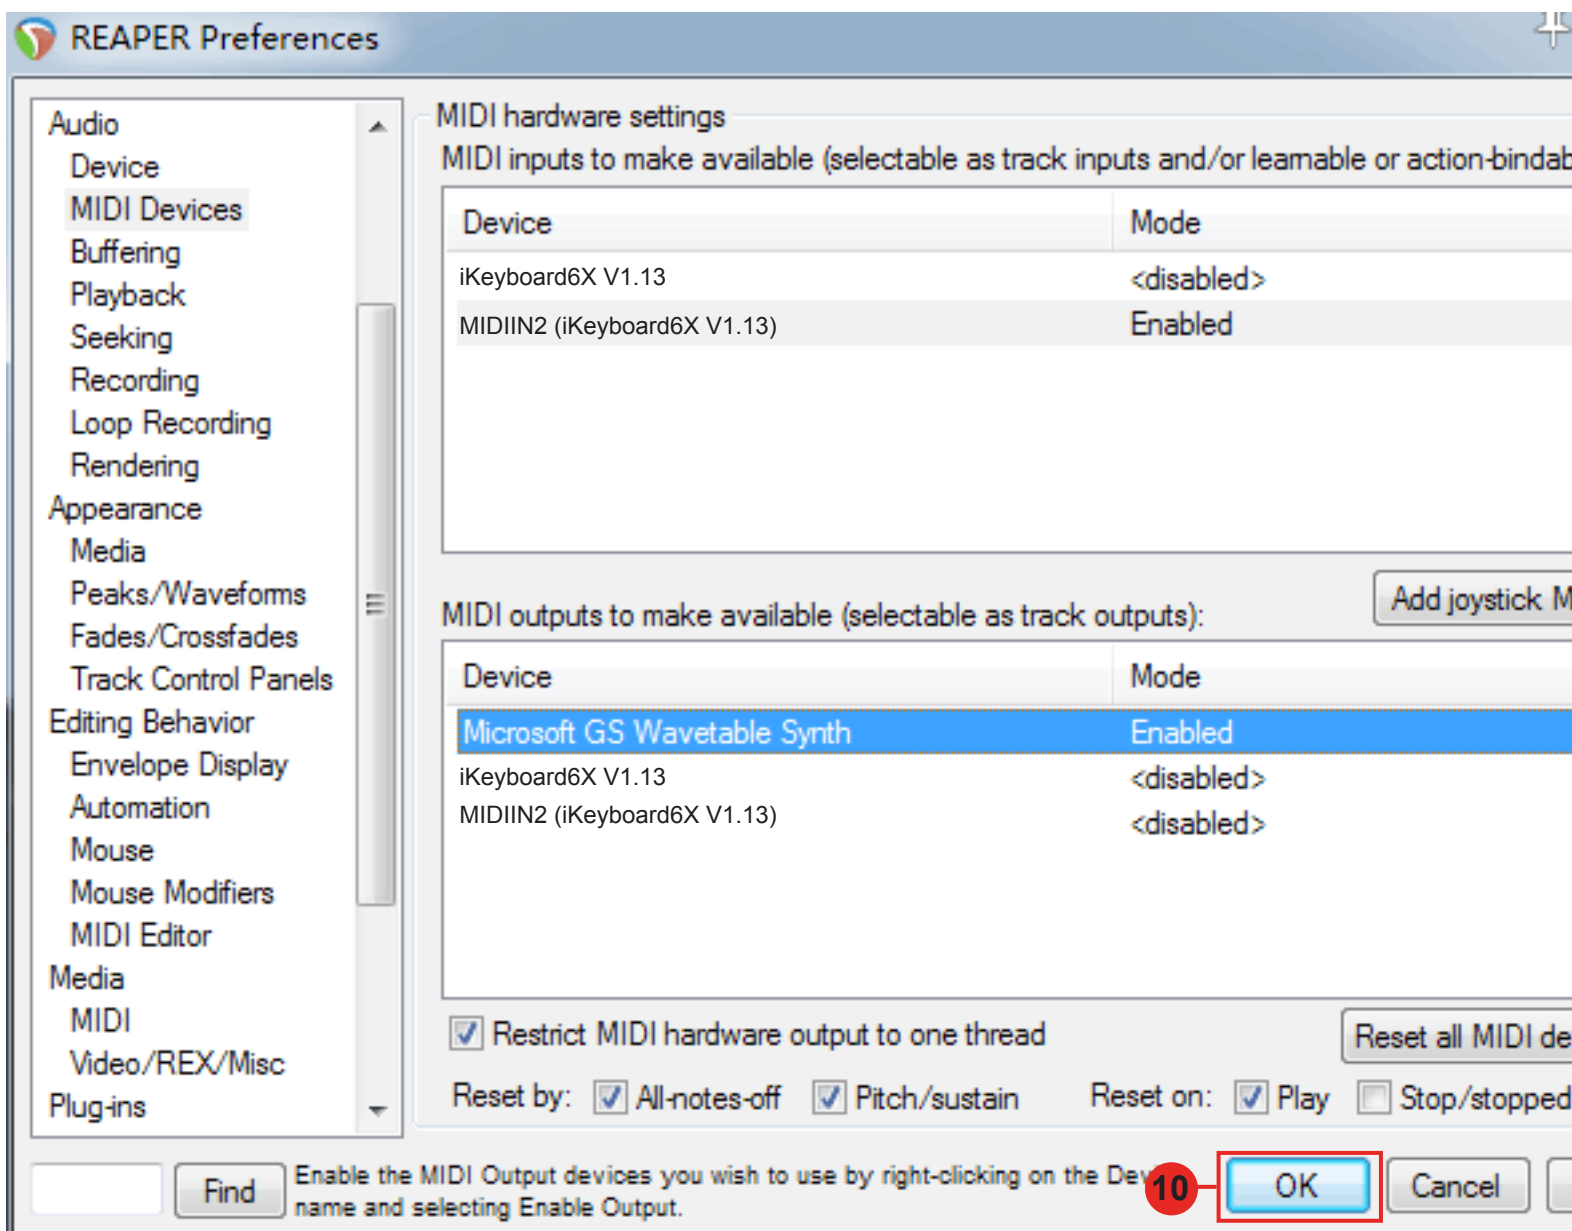 REAPER Preferences
Audio
Device
MIDI Devices
Buffering
Playback
Seeking
Recording
Loop Recording
Rendering
Appearance
Media
Peaks/Waveforms
Fades/Crossfades
Track Control Panels
Editing Behavior
Envelope Display
Automation
Mouse
Mouse Modifiers
MIDI Editor
Media
MIDI
Video/REX/Misc
Plug-ins
Find
MIDI hardware settings
MIDI inputs to make available (selectable as track inputs and/or learnable or action-bindab
Device Mode
iKeyboard6X V1.13 <disabled>
MIDIIN2 (iKeyboard6X V1.13) Enabled
Add joystick M
MIDI outputs to make available (selectable as track outputs):
Device Mode
Microsoft GS Wavetable Synth Enabled
iKeyboard6X V1.13 <disabled>
MIDIIN2 (iKeyboard6X V1.13) <disabled>
Restrict MIDI hardware output to one thread Reset all MIDI de
Reset by: All-notes-off Pitch/sustain Reset on: Play Stop/stopped
Enable the MIDI Output devices you wish to use by right-clicking on the Dev
name and selecting Enable Output.
10 OK Cancel